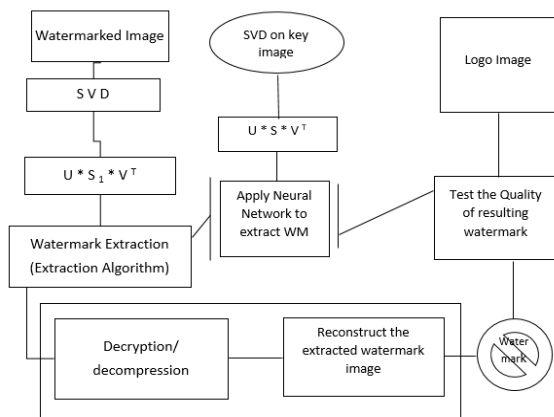 Watermarked Image
SVD on key
image
Logo Image
S V D
U * S * V T
U * S 1 * V T
Apply Neural
Network to
extract WM
Test the Quality
of resulting
watermark
Watermark Extraction
(Extraction Algorithm)
Decryption/
decompression
Reconstruct the
extracted watermark
image
Water
mark